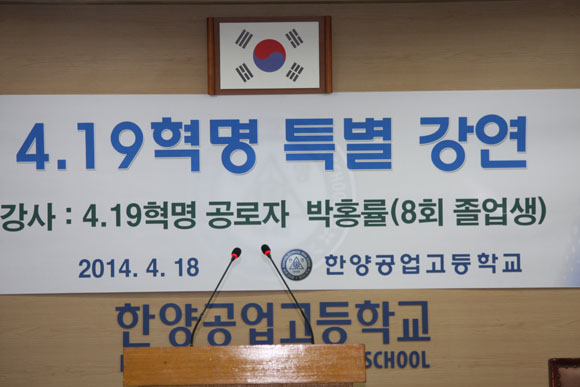 4.19혁명 특별 강연
강사 : 4.19혁명 공로자 박홍률(8회 졸업생)
2014. 4. 18 한양공업고등학교
한양공업고등학교
SCHOOL